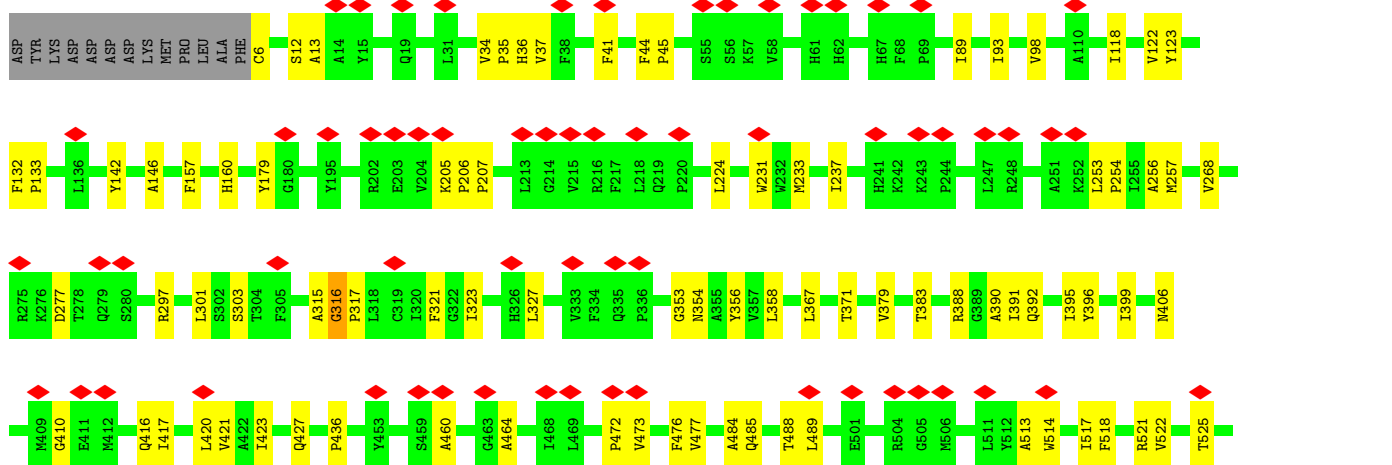 ASP TYR LYS ASP ASP ASP ASP LYS MET PRO LEU ALA PHE C6 S12 A13 A14 Y15 Q19 L31 V34 P35 H36 V37 F38 F41 F44 P45 S55 S56 K57 V58 H61 H62 H67 F68 P69 I89 I93 V98 A110 I118 V122 Y123
F132 P133 L136 Y142 A146 F157 H160 Y179 G180 Y195 R202 E203 V204 K205 P206 P207 L213 G214 V215 R216 F217 L218 Q219 P220 L224 W231 W232 M233 I237 H241 K242 K243 P244 L247 R248 A251 K252 L253 P254 I255 A256 M257 V268
R275 K276 D277 T278 Q279 S280 R297 L301 S302 S303 T304 F305 A315 G316 P317 L318 C319 I320 F321 G322 I323 H326 L327 V333 F334 Q335 P336 G353 N354 A355 Y356 V357 L358 L367 T371 V379 T383 R388 G389 A390 I391 Q392 I395 Y396 I399 N406
M409 G410 E411 M412 Q416 I417 L420 V421 A422 I423 Q427 P436 Y453 S459 A460 G463 A464 I468 L469 P472 V473 F476 V477 A484 Q485 T488 L489 E501 R504 G505 M506 L511 Y512 A513 W514 I517 F518 R521 V522 T525